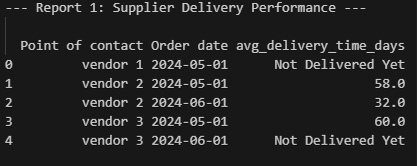 --- Report 1: Supplier Delivery Performance ---
Point of contact Order date avg_delivery_time_days
0 vendor 1 2024-05-01 Not Delivered Yet
1 vendor 2 2024-05-01 58.0
2 vendor 2 2024-06-01 32.0
3 vendor 3 2024-05-01 60.0
4 vendor 3 2024-06-01 Not Delivered Yet